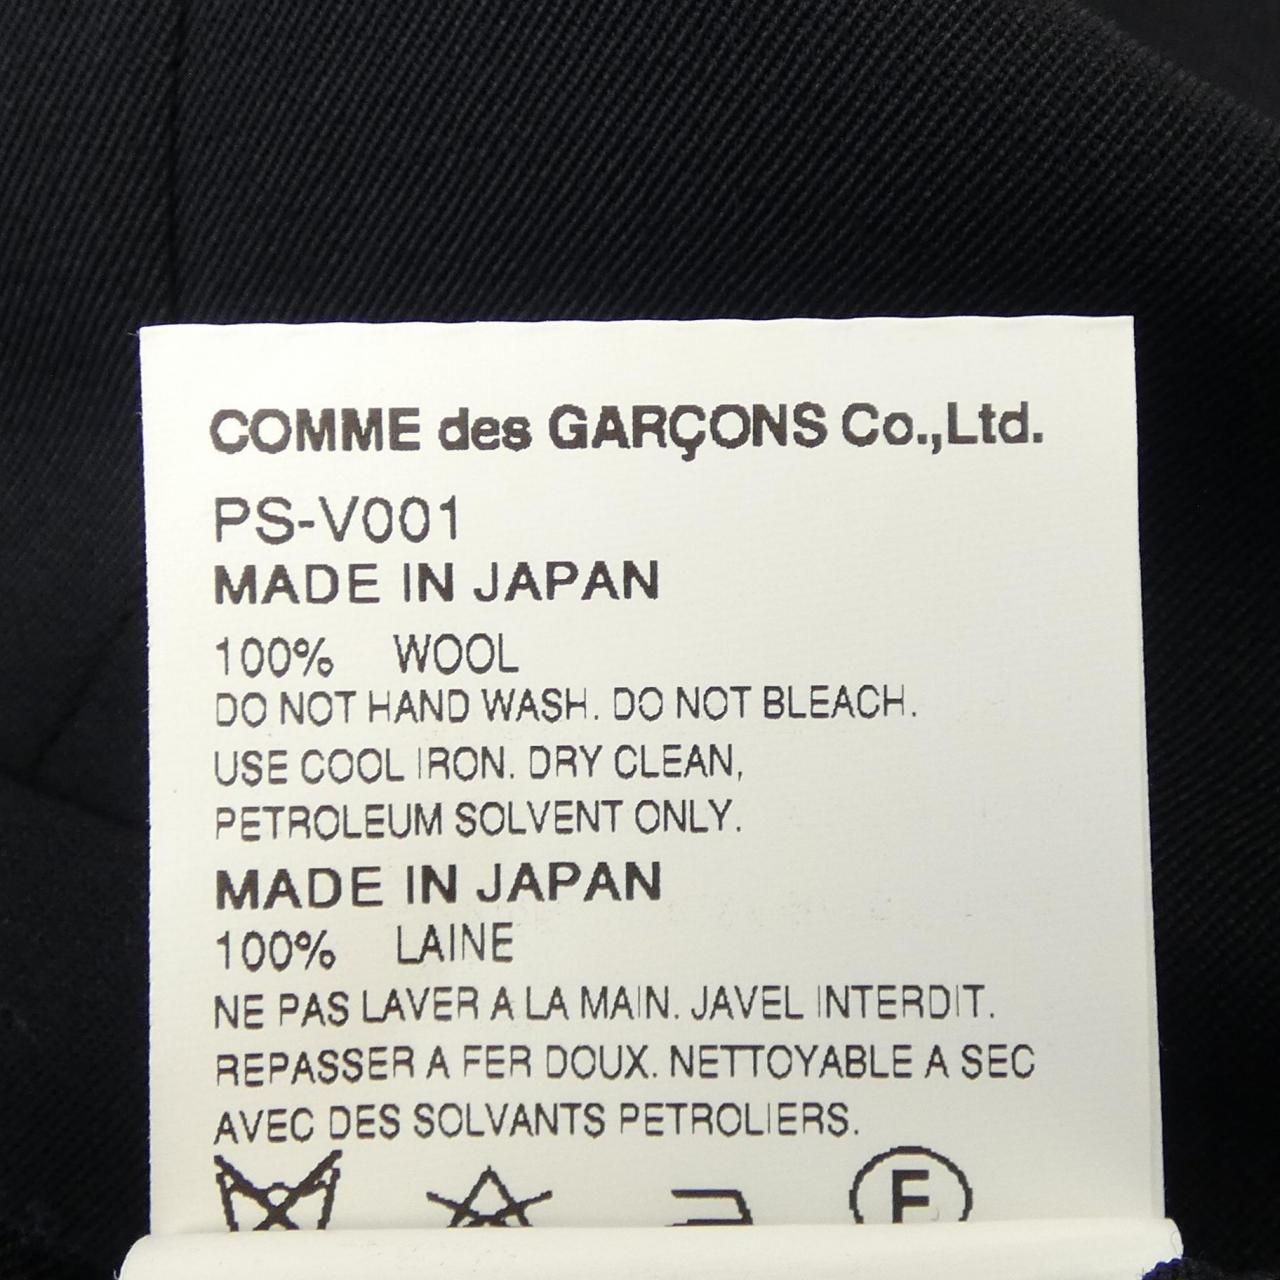 COMME des GARÇONS Co.,Ltd.
PS-V001
MADE IN JAPAN
100% WOOL
DO NOT HAND WASH. DO NOT BLEACH.
USE COOL IRON. DRY CLEAN,
PETROLEUM SOLVENT ONLY.
MADE IN JAPAN
100% LAINE
NE PAS LAVER A LA MAIN. JAVEL INTERDIT.
REPASSER A FER DOUX. NETTOYABLE A SEC
AVEC DES SOLVANTS PETROLIERS.
F